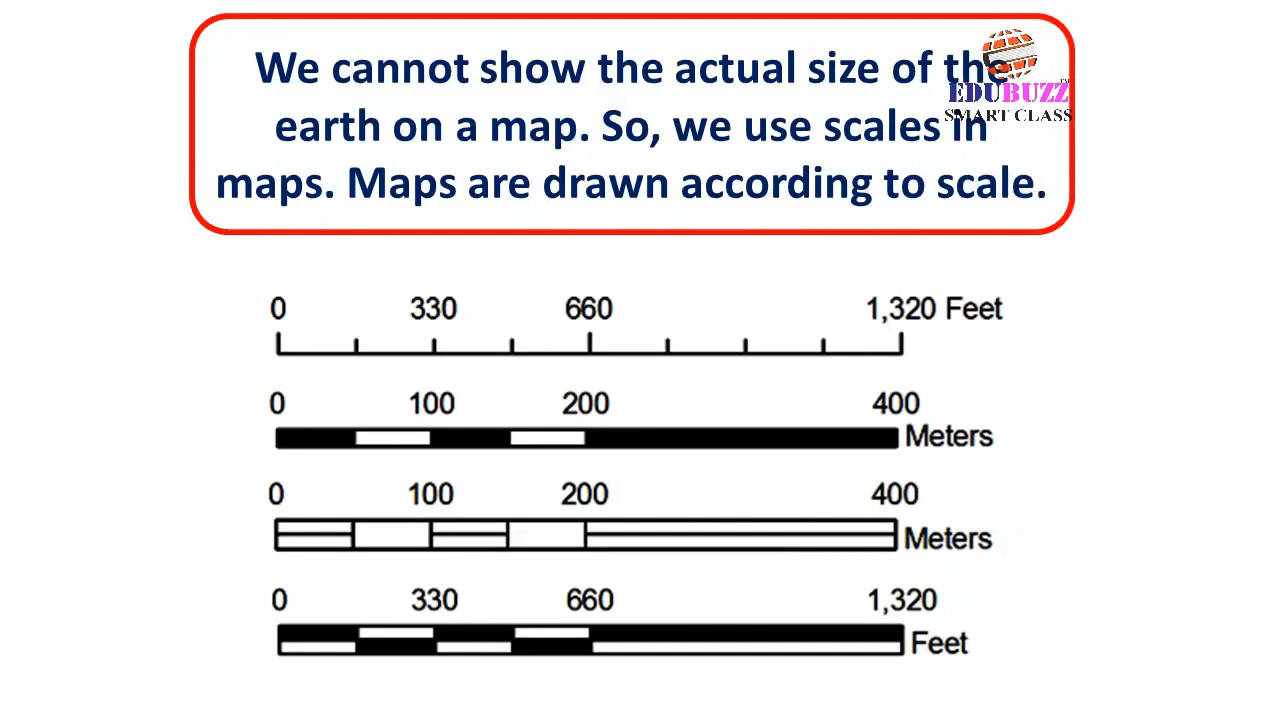 We cannot show the actual size of the
earth on a map. So, we use scales in
maps. Maps are drawn according to scale.
EDUBUZZ™
SMART CLASS
0 330 660 1,320 Feet
0 100 200 400
Meters
0 100 200 400
Meters
0 330 660 1,320
Feet